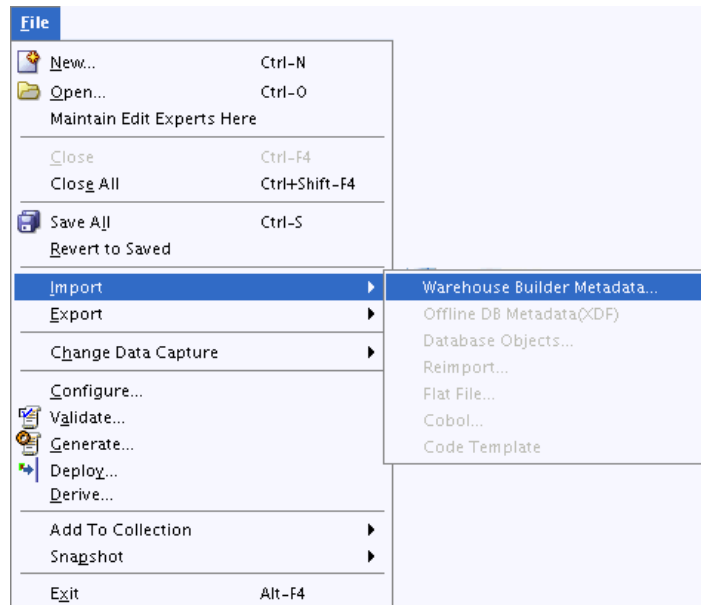 File
New... Ctrl-N
Open... Ctrl-O
Maintain Edit Experts Here
Close Ctrl-F4
Close All Ctrl+Shift-F4
Save All Ctrl-S
Revert to Saved
Import Warehouse Builder Metadata...
Export Offline DB Metadata(XDF)
Database Objects...
Change Data Capture
Reimport...
Configure... Flat File...
Validate... Cobol...
Generate... Code Template
Deploy...
Derive...
Add To Collection
Snapshot
Exit Alt-F4